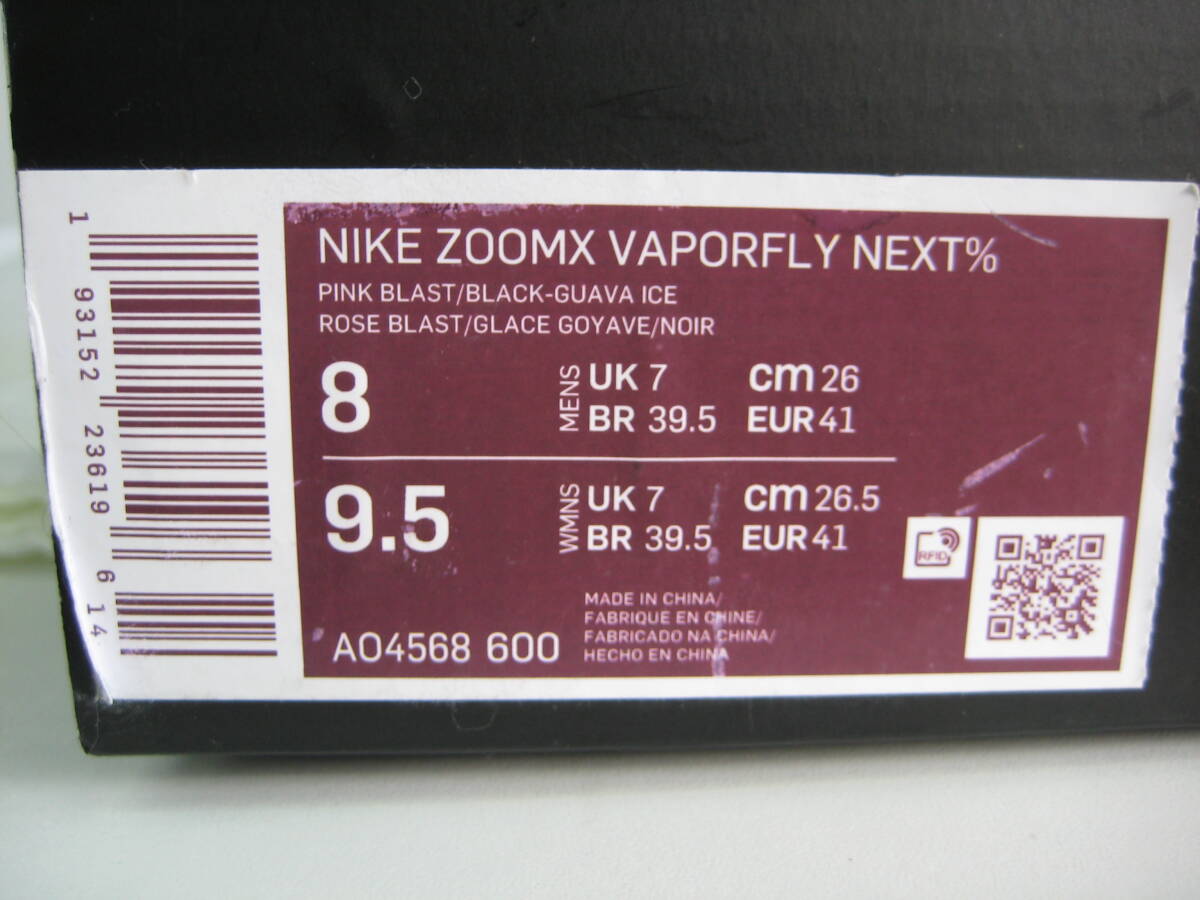 NIKE ZOOMX VAPORFLY NEXT%
PINK BLAST/BLACK-GUAVA ICE
ROSE BLAST/GLACE GOYAVE/NOIR
8 MENS UK 7 cm 26
BR 39.5 EUR 41
9.5 WMNS UK 7 cm 26.5
BR 39.5 EUR 41
RFID
AO4568 600
MADE IN CHINA/
FABRIQUE EN CHINE/
FABRICADO NA CHINA/
HECHO EN CHINA
1 93152 23619 6 14